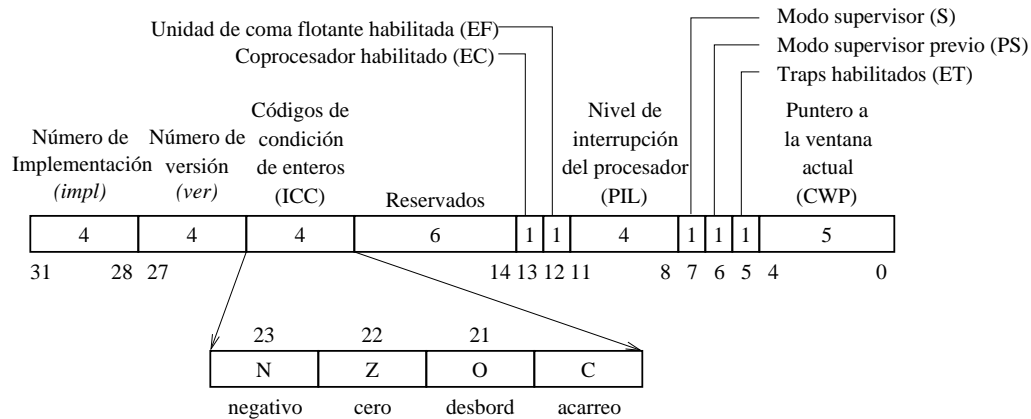 Unidad de coma flotante habilitada (EF)
Coprocesador habilitado (EC)
Modo supervisor (S)
Modo supervisor previo (PS)
Traps habilitados (ET)
Número de
Implementación
(impl)
Número de
versión
(ver)
Códigos de
condición
de enteros
(ICC)
Reservados
Nivel de
interrupción
del procesador
(PIL)
Puntero a
la ventana
actual
(CWP)
4 4 4 6 1 1 4 1 1 1 5
31 28 27 14 13 12 11 8 7 6 5 4 0
23 22 21
N Z O C
negativo cero desbord acarreo